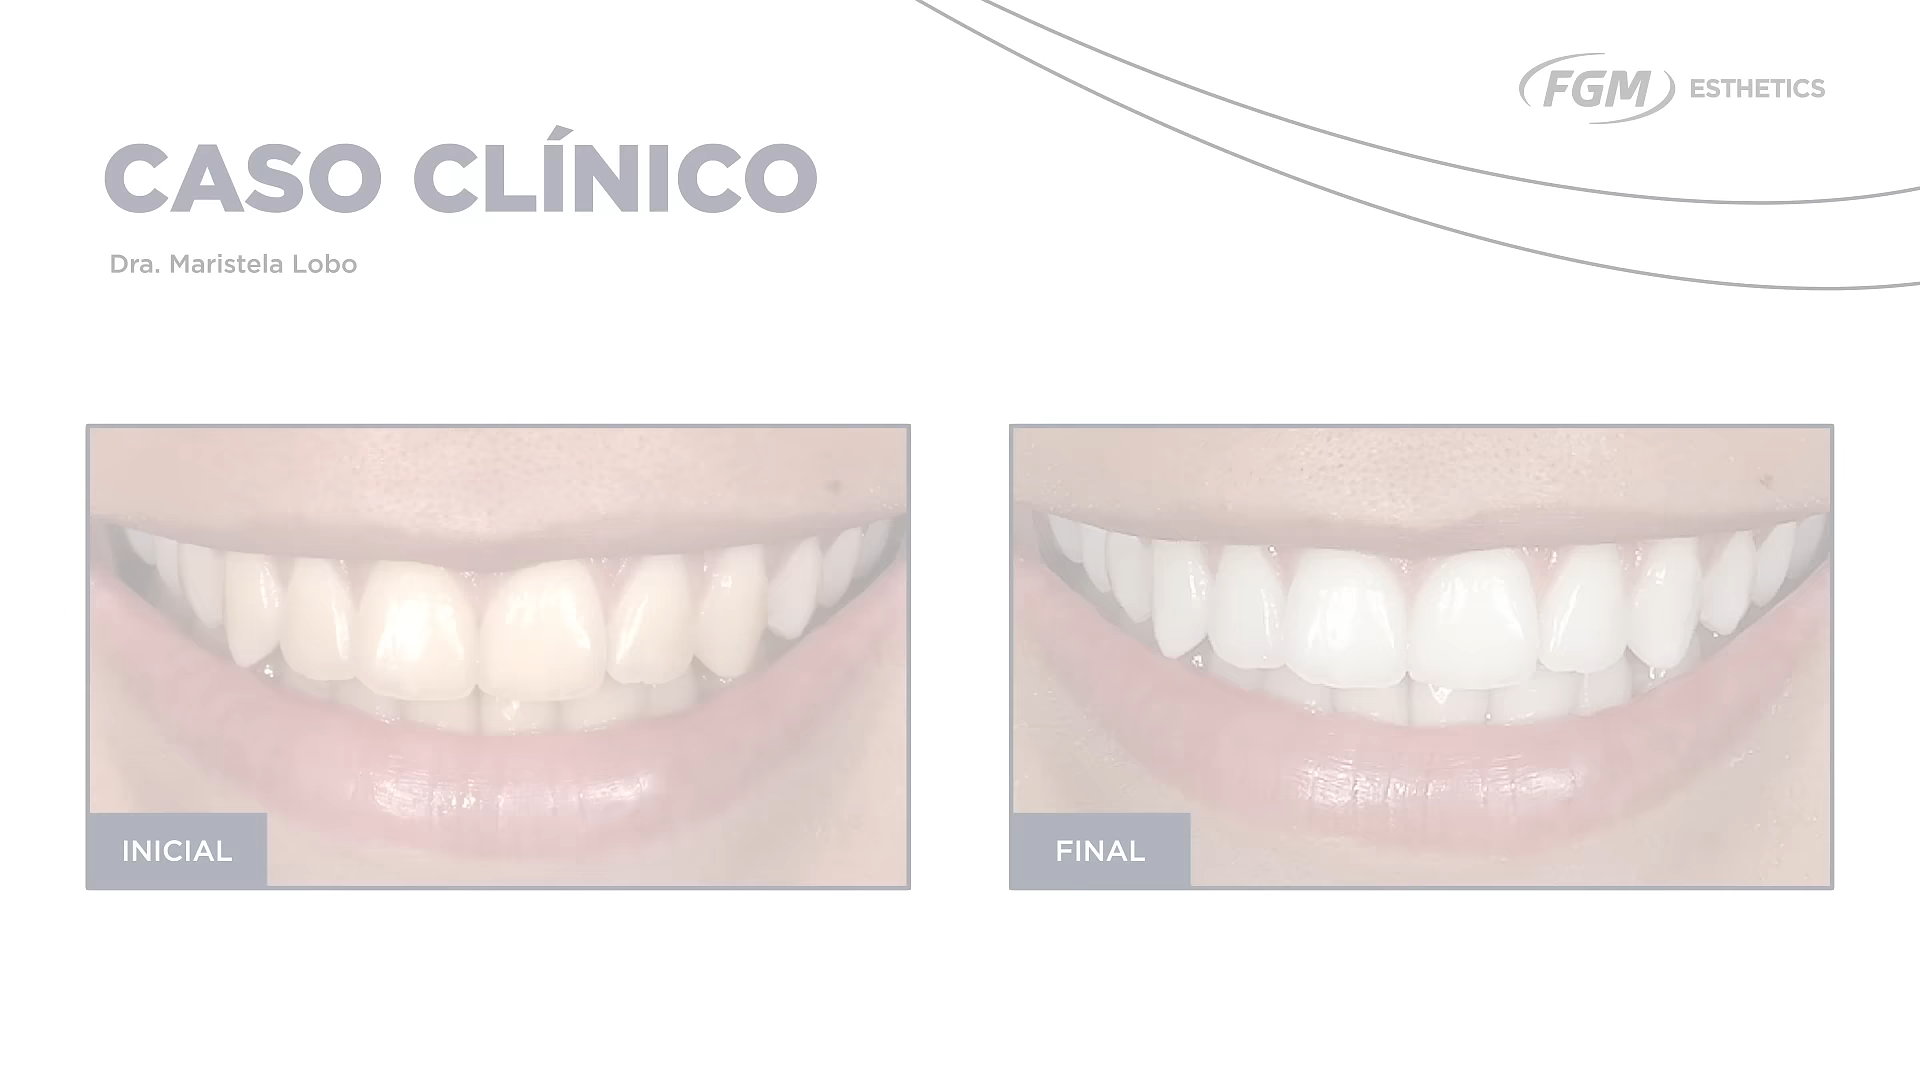 FGM ESTHETICS
CASO CLÍNICO
Dra. Maristela Lobo
INICIAL
FINAL